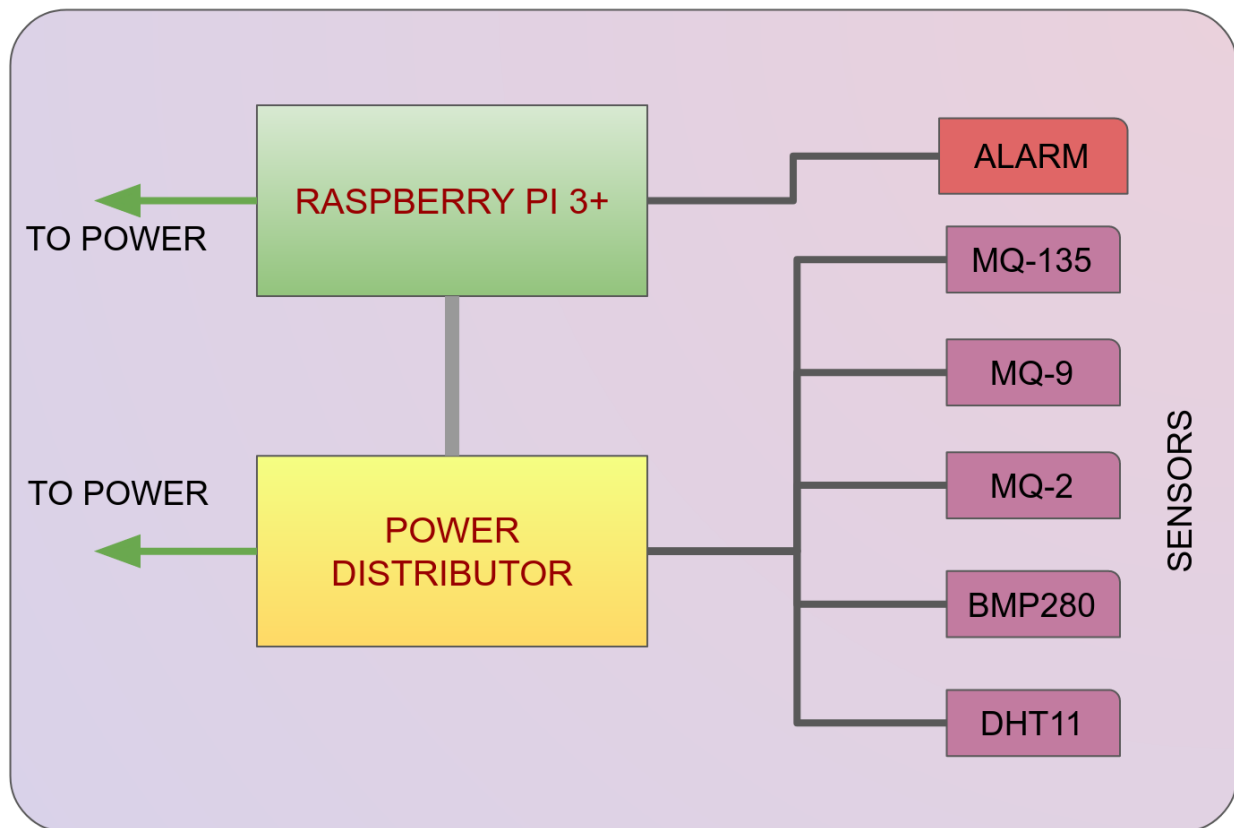 RASPBERRY PI 3+
TO POWER
ALARM
MQ-135
MQ-9
MQ-2
BMP280
DHT11
SENSORS
TO POWER
POWER
DISTRIBUTOR